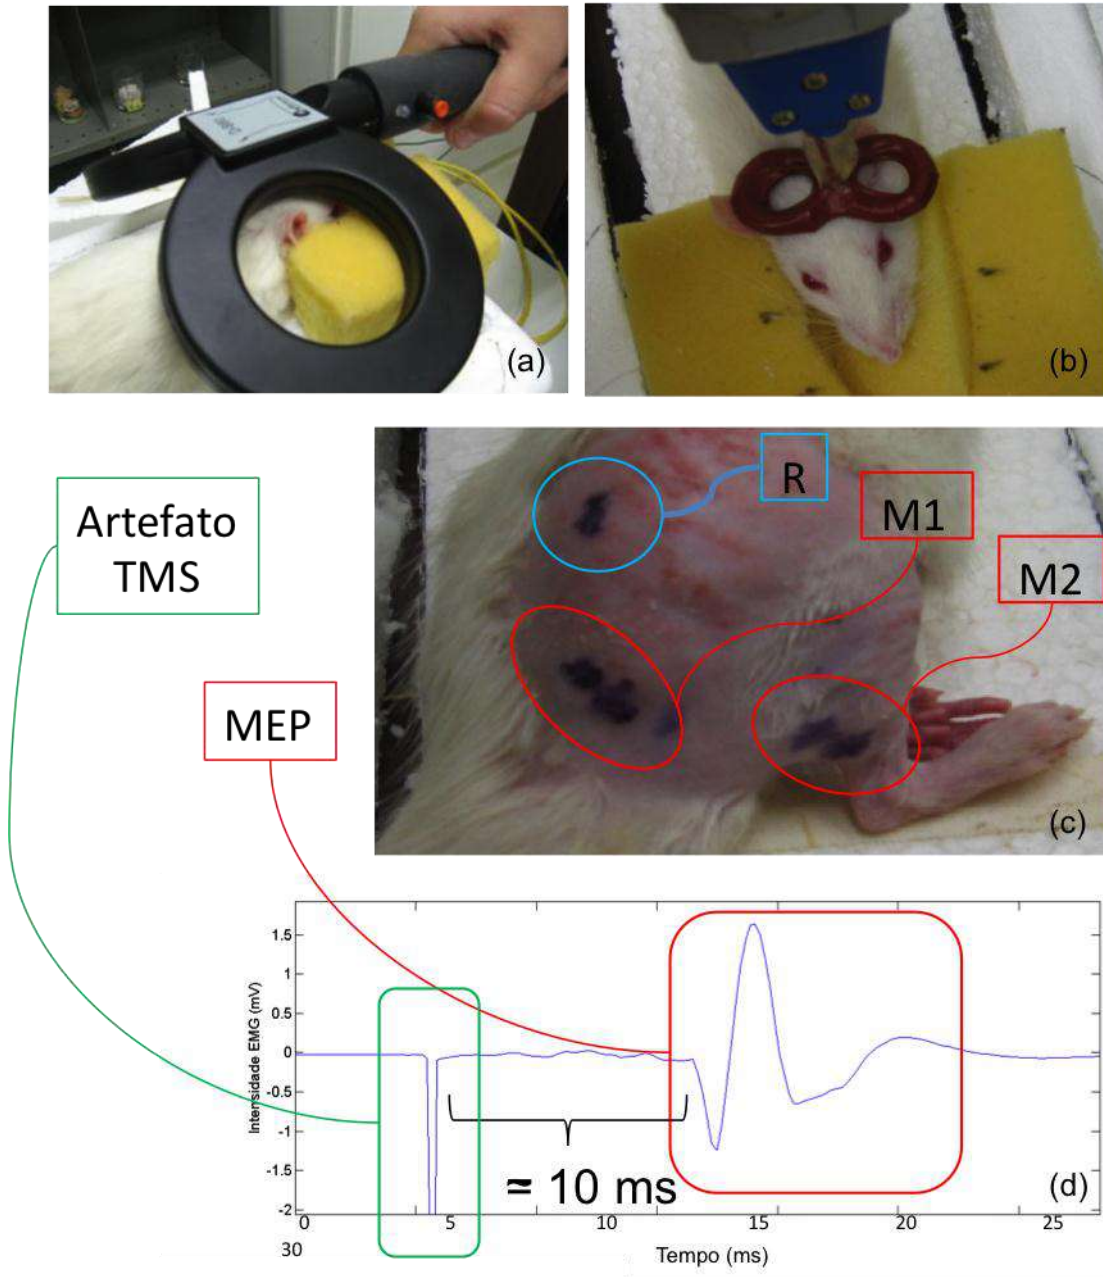 (a)
(b)
R
M1
M2
(c)
Artefato
TMS
MEP
Intensidade EMG (mV)
1.5
1
0.5
0
-0.5
-1
-1.5
-2
≃ 10 ms
(d)
0 5 10 15 20 25
30
Tempo (ms)